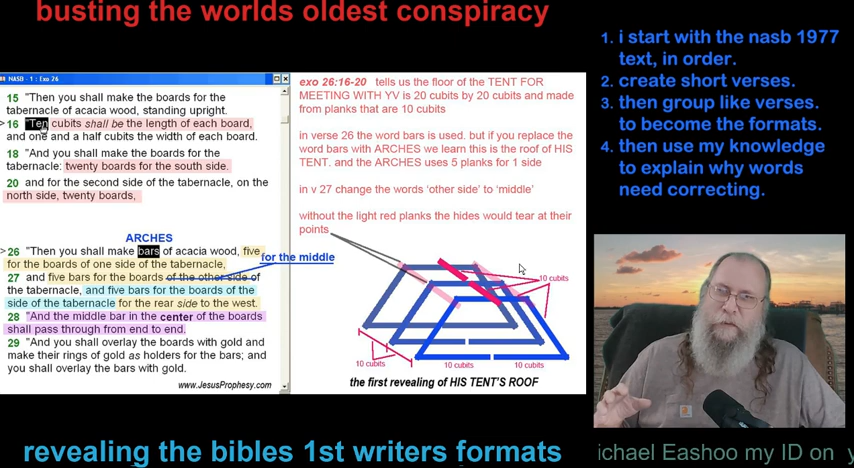 busting the worlds oldest conspiracy
NASB - 1 : Exo 26
15 "Then you shall make the boards for the
tabernacle of acacia wood, standing upright.
>16 "Ten cubits shall be the length of each board,
and one and a half cubits the width of each board.
18 "And you shall make the boards for the
tabernacle: twenty boards for the south side.
20 and for the second side of the tabernacle, on the
north side, twenty boards,
ARCHES
>26 "Then you shall make bars of acacia wood, five
for the boards of one side of the tabernacle,
for the middle
27 and five bars for the boards of the other side of
the tabernacle, and five bars for the boards of the
side of the tabernacle for the rear side to the west.
28 "And the middle bar in the center of the boards
shall pass through from end to end.
29 "And you shall overlay the boards with gold and
make their rings of gold as holders for the bars; and
you shall overlay the bars with gold.
www.JesusProphesy.com
exo 26:16-20 tells us the floor of the TENT FOR
MEETING WITH YV is 20 cubits by 20 cubits and made
from planks that are 10 cubits
in verse 26 the word bars is used. but if you replace the
word bars with ARCHES we learn this is the roof of HIS
TENT. and the ARCHES uses 5 planks for 1 side
in v 27 change the words 'other side' to 'middle'
without the light red planks the hides would tear at their
points
10 cubits
10 cubits
10 cubits
10 cubits
the first revealing of HIS TENT'S ROOF
1. i start with the nasb 1977
text, in order.
2. create short verses.
3. then group like verses.
to become the formats.
4. then use my knowledge
to explain why words
need correcting.
revealing the bibles 1st writers formats
ichael Eashoo my ID on y